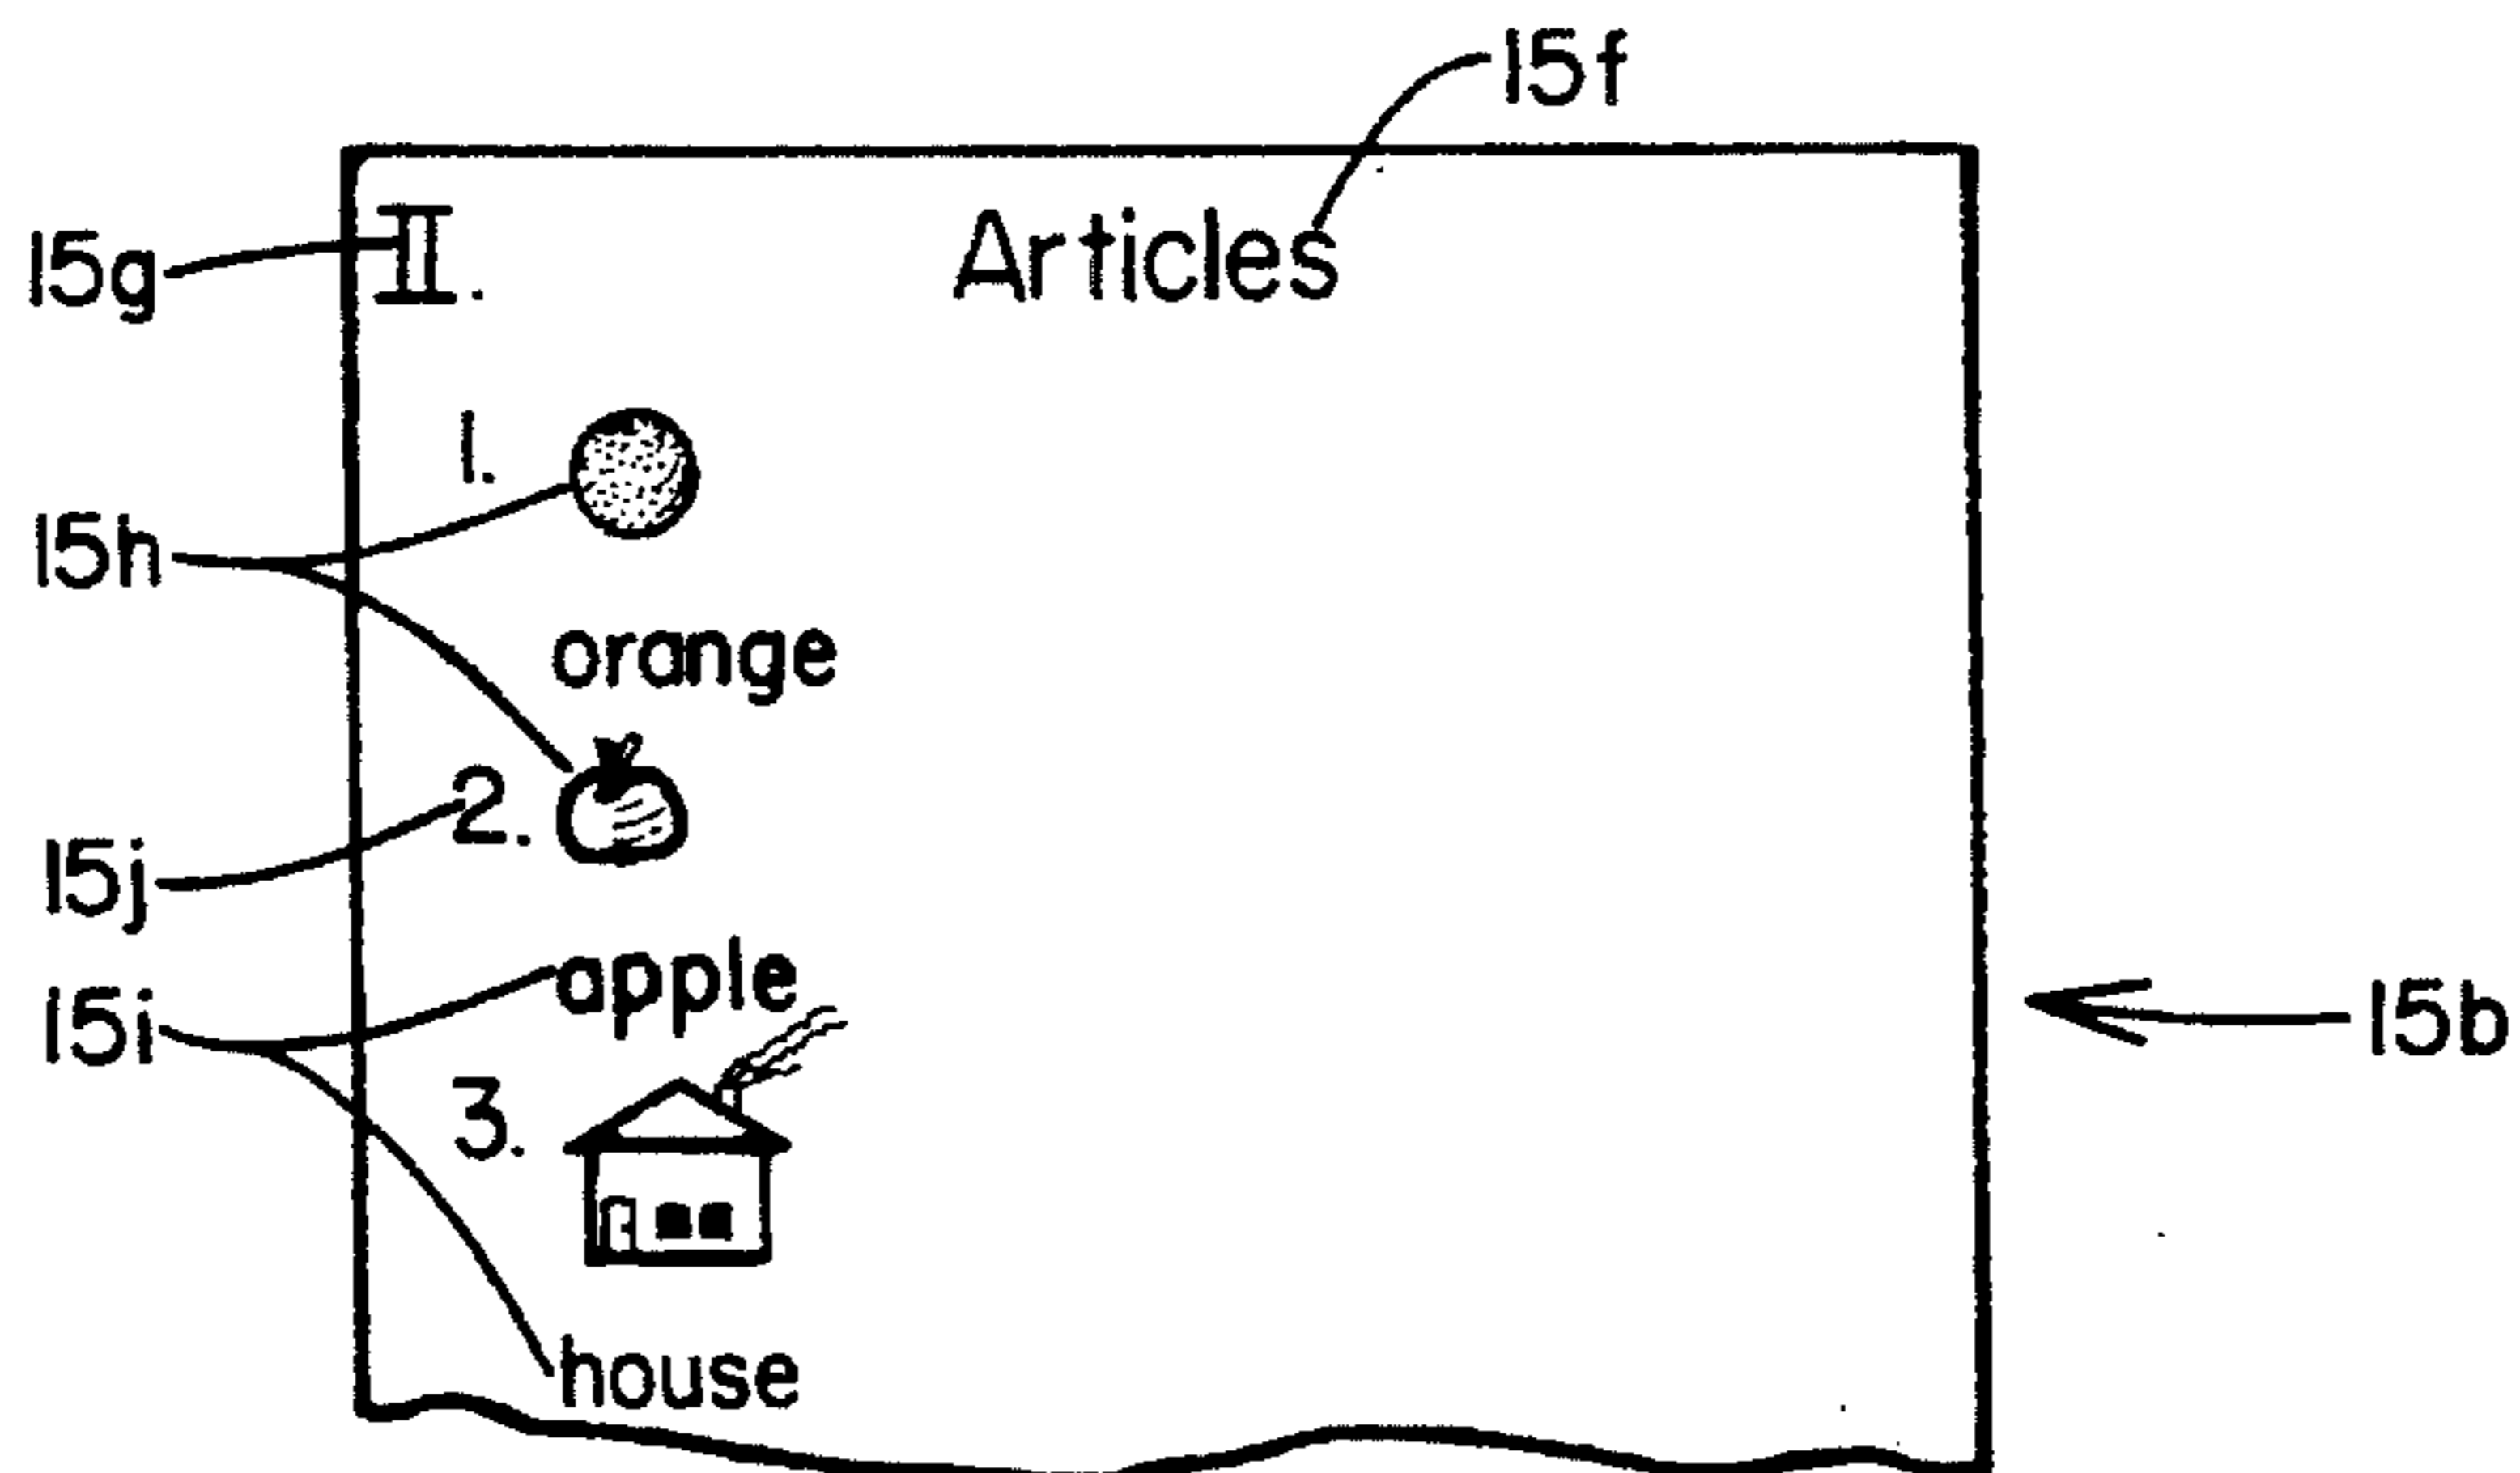 15f
15g II. Articles
1.
15h
orange
2.
15j
apple
15i
15b
3.
house